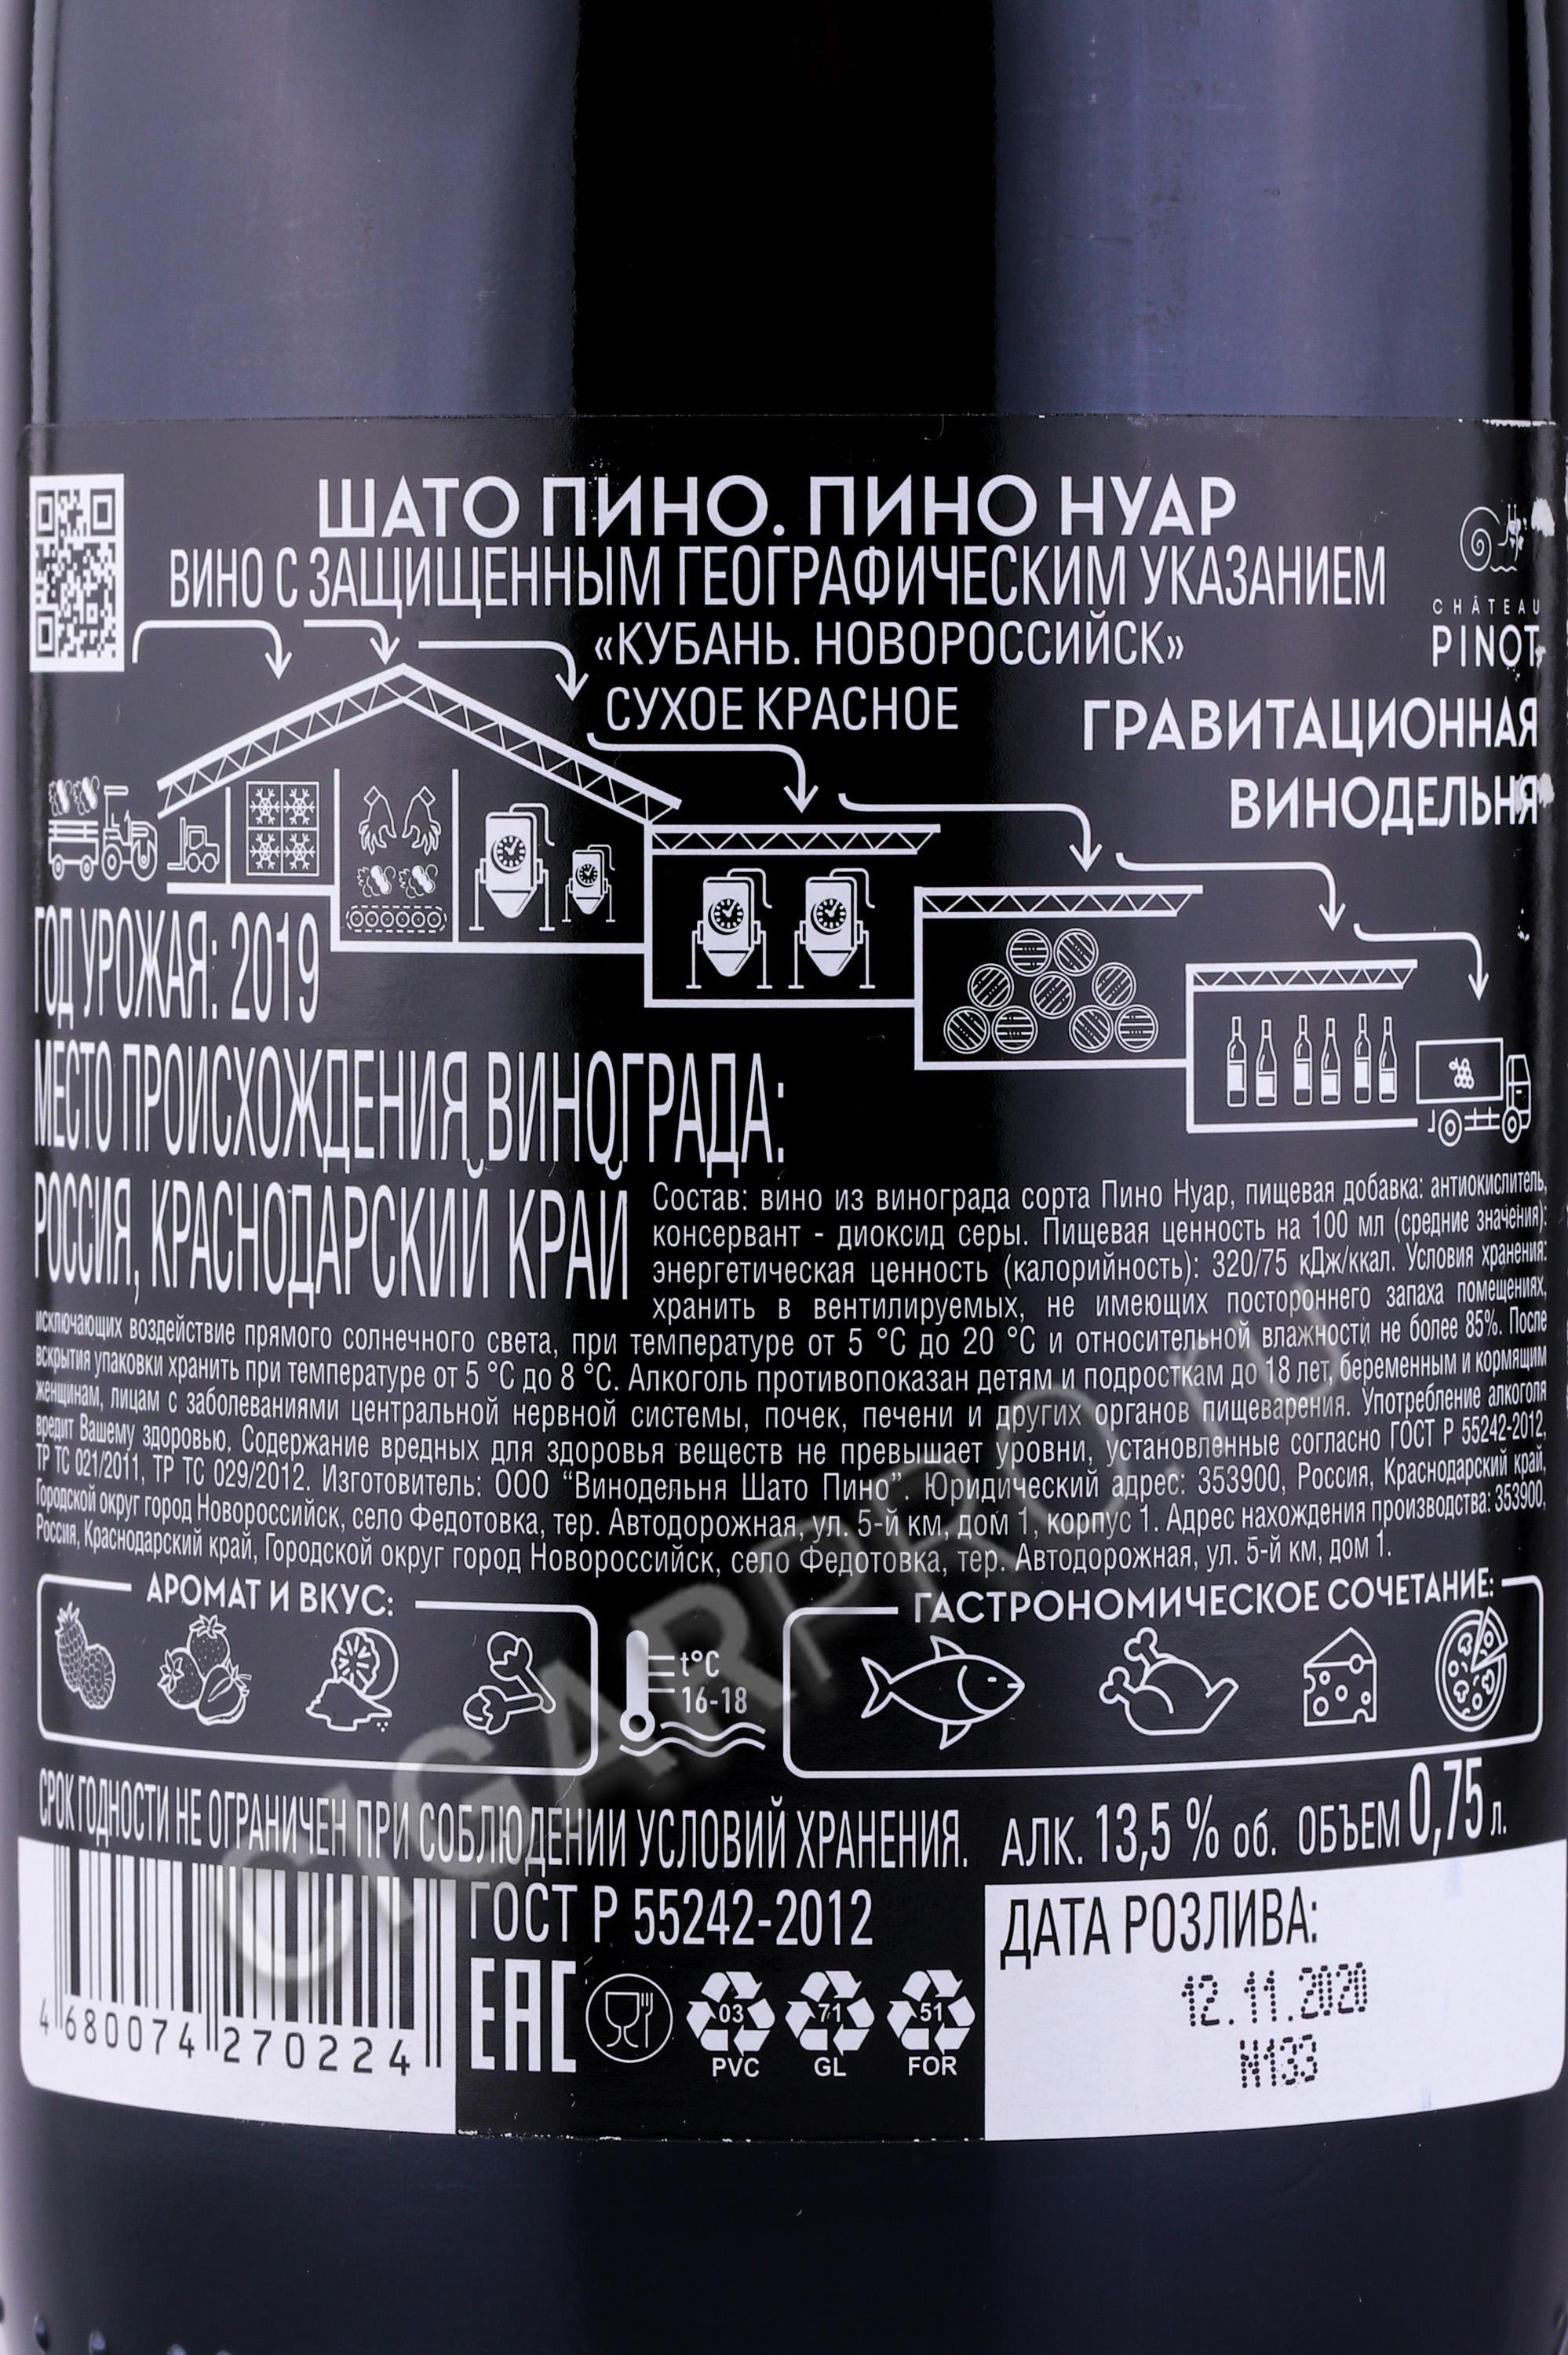 ШАТО ПИНО. ПИНО НУАР
ВИНО С ЗАЩИЩЕННЫМ ГЕОГРАФИЧЕСКИМ УКАЗАНИЕМ
«КУБАНЬ. НОВОРОССИЙСК»
СУХОЕ КРАСНОЕ
CHÂTEAU
PINOT
ГРАВИТАЦИОННАЯ
ВИНОДЕЛЬНЯ
ГОД УРОЖАЯ: 2019
МЕСТО ПРОИСХОЖДЕНИЯ ВИНОГРАДА:
РОССИЯ, КРАСНОДАРСКИЙ КРАЙ
Состав: вино из винограда сорта Пино Нуар, пищевая добавка: антиокислитель,
консервант - диоксид серы. Пищевая ценность на 100 мл (средние значения):
энергетическая ценность (калорийность): 320/75 кДж/ккал. Условия хранения:
хранить в вентилируемых, не имеющих постороннего запаха помещениях,
исключающих воздействие прямого солнечного света, при температуре от 5 °С до 20 °С и относительной влажности не более 85%. После
вскрытия упаковки хранить при температуре от 5 °С до 8 °С. Алкоголь противопоказан детям и подросткам до 18 лет, беременным и кормящим
женщинам, лицам с заболеваниями центральной нервной системы, почек, печени и других органов пищеварения. Употребление алкоголя
вредит Вашему здоровью. Содержание вредных для здоровья веществ не превышает уровни, установленные согласно ГОСТ Р 55242-2012,
ТР ТС 021/2011, ТР ТС 029/2012. Изготовитель: ООО “Винодельня Шато Пино”. Юридический адрес: 353900, Россия, Краснодарский край,
Городской округ город Новороссийск, село Федотовка, тер. Автодорожная, ул. 5-й км, дом 1, корпус 1. Адрес нахождения производства: 353900,
Россия, Краснодарский край, Городской округ город Новороссийск, село Федотовка, тер. Автодорожная, ул. 5-й км, дом 1.
АРОМАТ И ВКУС:
t°C
16-18
ГАСТРОНОМИЧЕСКОЕ СОЧЕТАНИЕ:
СРОК ГОДНОСТИ НЕ ОГРАНИЧЕН ПРИ СОБЛЮДЕНИИ УСЛОВИЙ ХРАНЕНИЯ.
АЛК. 13,5 % об. ОБЪЕМ 0,75 л.
4 680074 270224
ГОСТ Р 55242-2012
EAC
03
PVC
71
GL
51
FOR
ДАТА РОЗЛИВА:
12.11.2020
N133
CIGARPRO.ru